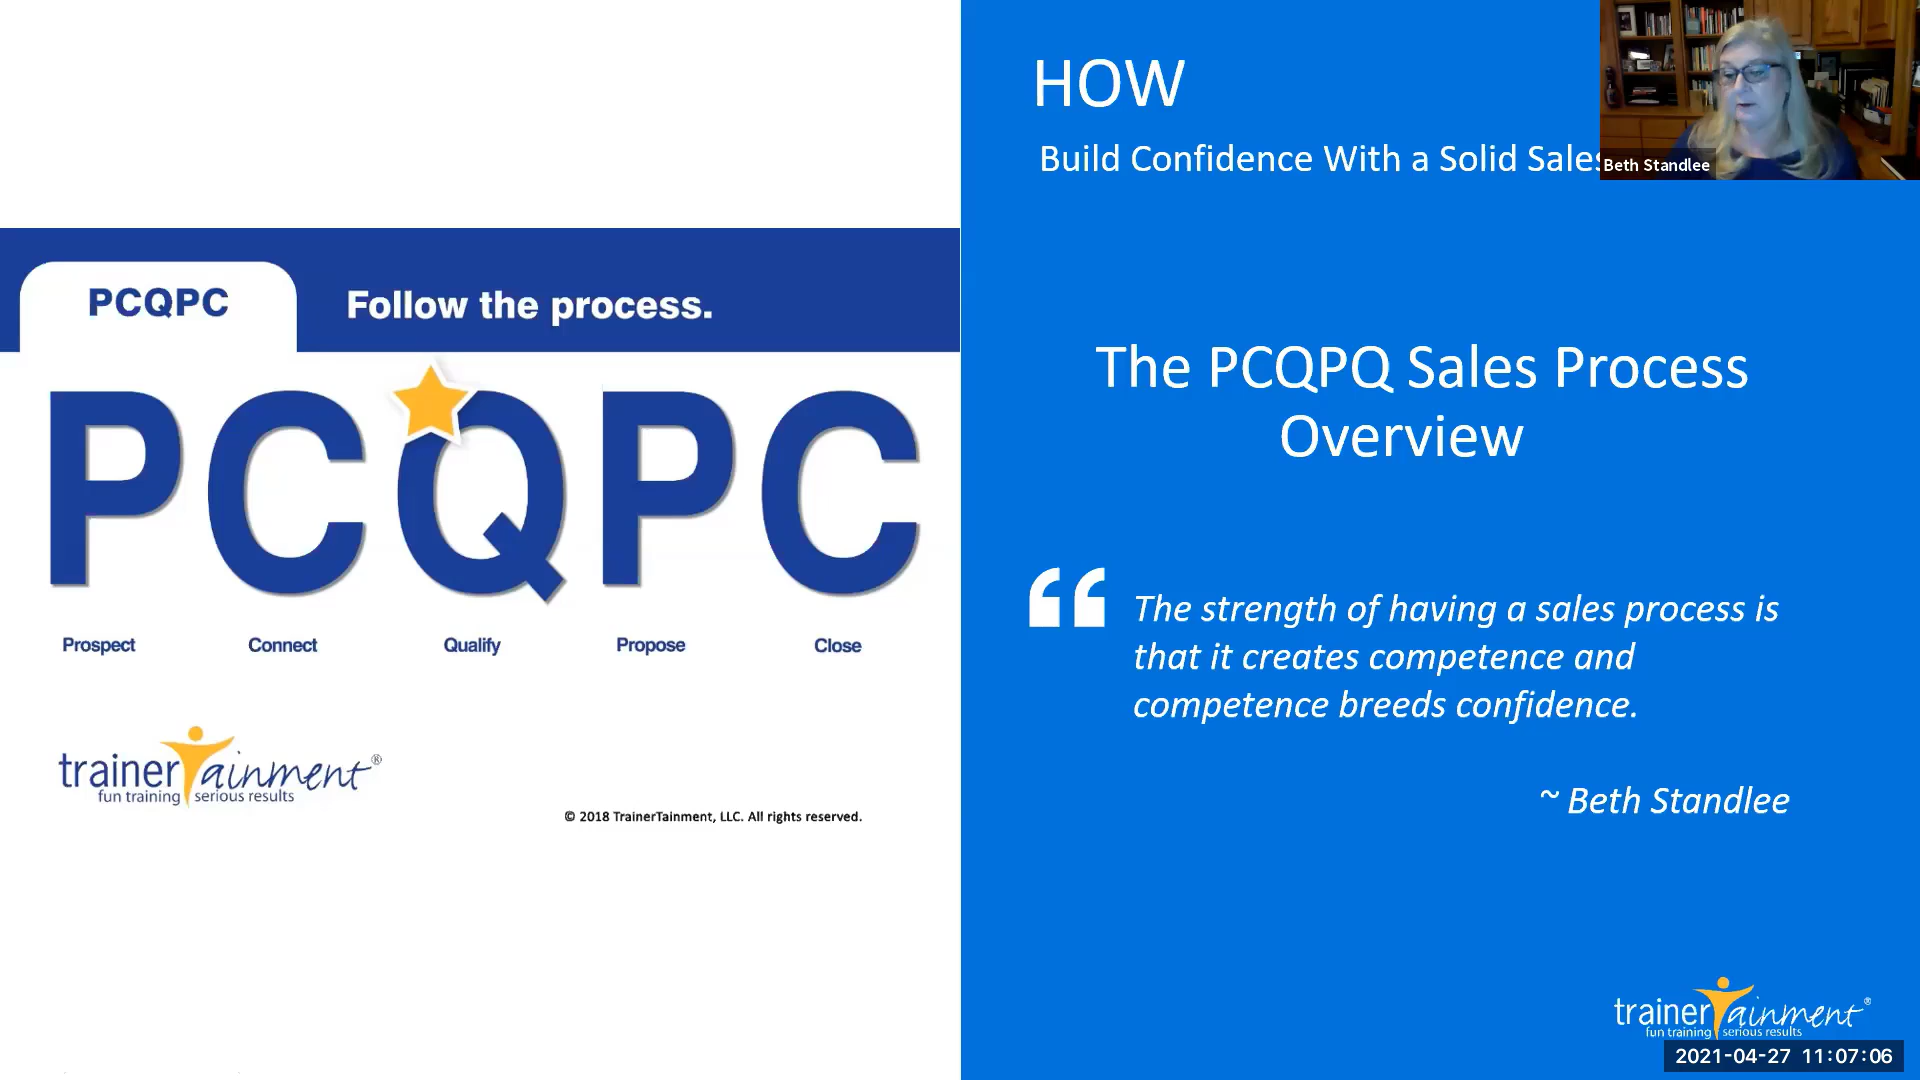 PCQPC
Follow the process.
PCQPC
Prospect Connect Qualify Propose Close
trainerTainment®
fun training serious results
© 2018 TrainerTainment, LLC. All rights reserved.
HOW
Build Confidence With a Solid Sales
Beth Standlee
The PCQPQ Sales Process
Overview
“
The strength of having a sales process is
that it creates competence and
competence breeds confidence.
~ Beth Standlee
trainerTainment®
fun training serious results
2021-04-27 11:07:06